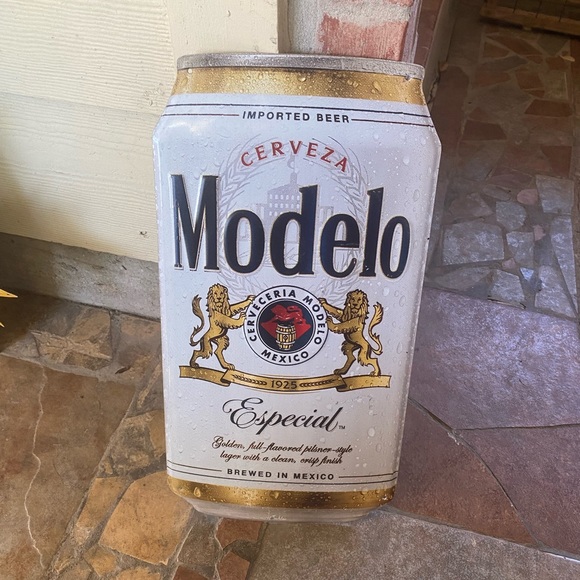 IMPORTED BEER
CERVEZA
Modelo
CERVECERIA MODELO
MEXICO
1925
Especial™
Golden, full-flavored pilsner-style
lager with a clean, crisp finish
BREWED IN MEXICO